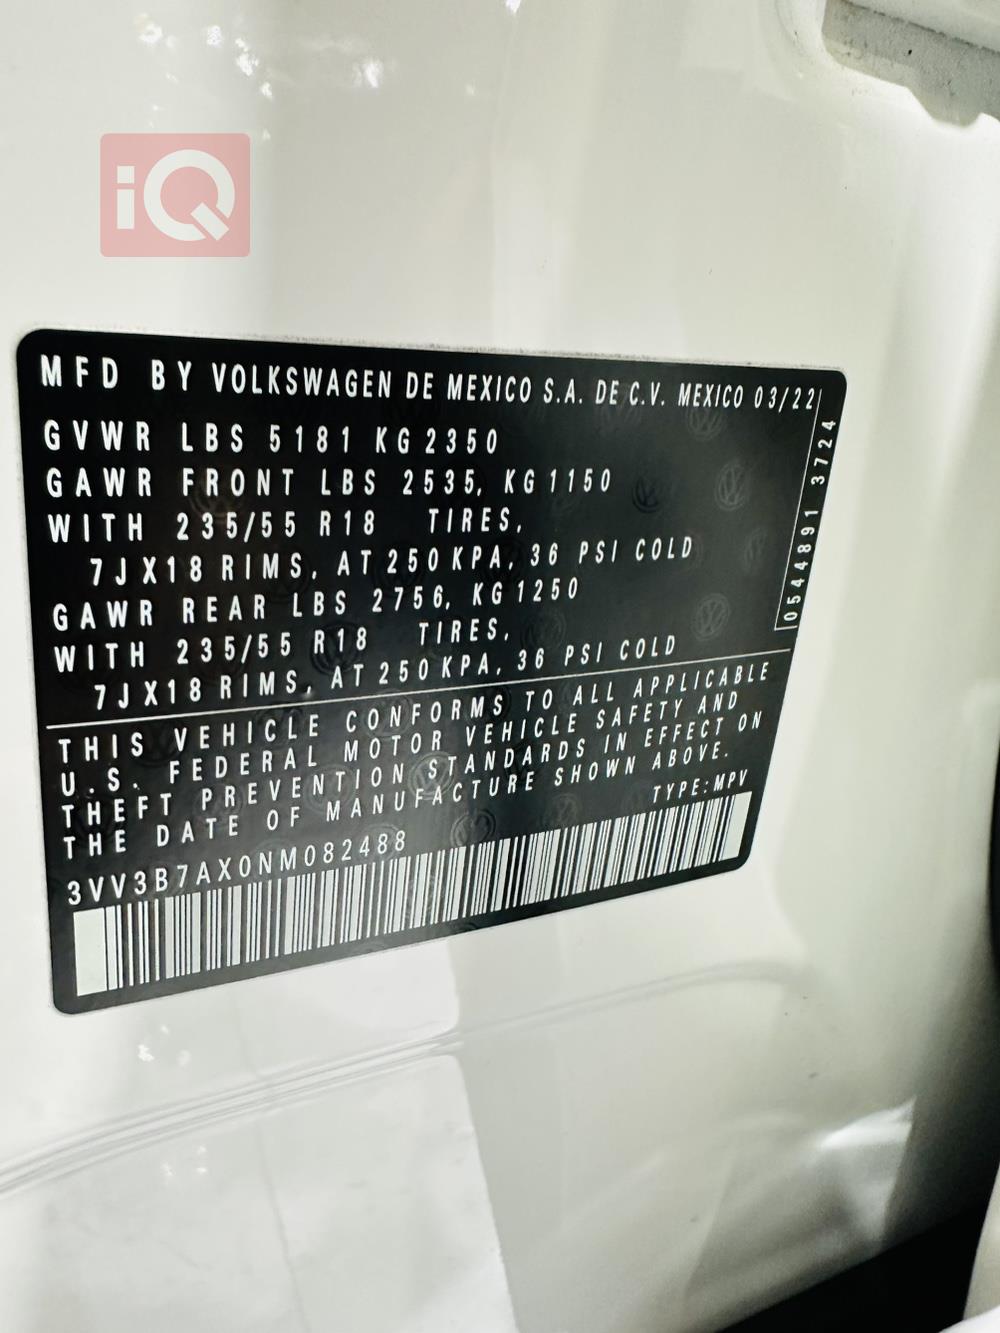 iQ
MFD BY VOLKSWAGEN DE MEXICO S.A. DE C.V. MEXICO 03/22
GVWR LBS 5181 KG 2350
GAWR FRONT LBS 2535, KG 1150
WITH 235/55 R18 TIRES,
7JX18 RIMS, AT 250 KPA, 36 PSI COLD
GAWR REAR LBS 2756, KG 1250
WITH 235/55 R18 TIRES,
7JX18 RIMS, AT 250 KPA, 36 PSI COLD
0544891 3724
THIS VEHICLE CONFORMS TO ALL APPLICABLE
U.S. FEDERAL MOTOR VEHICLE SAFETY AND
THEFT PREVENTION STANDARDS IN EFFECT ON
THE DATE OF MANUFACTURE SHOWN ABOVE.
TYPE:MPV
3VV3B7AX0NM082488